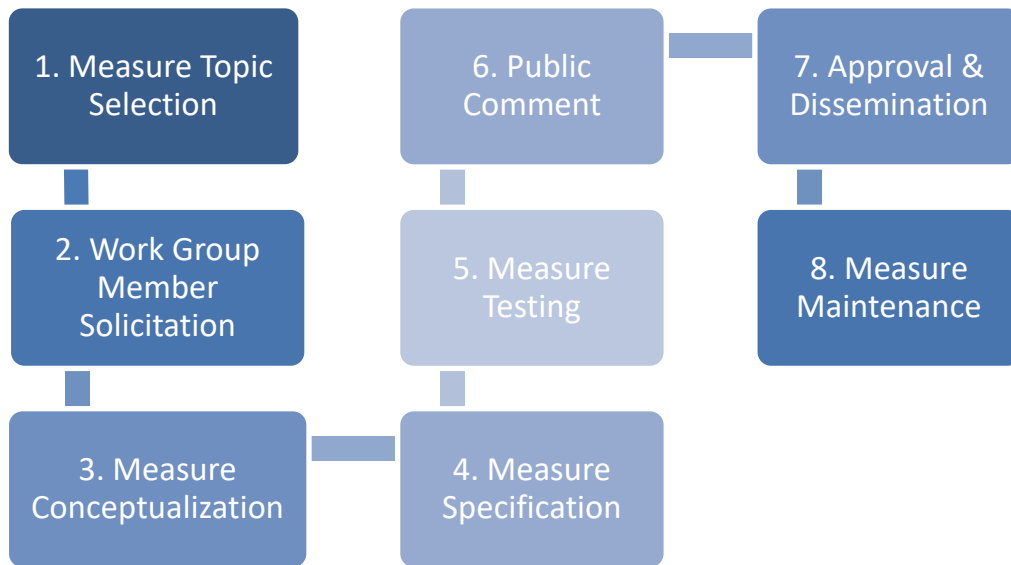 1. Measure Topic
Selection
2. Work Group
Member
Solicitation
3. Measure
Conceptualization
4. Measure
Specification
5. Measure
Testing
6. Public
Comment
7. Approval &
Dissemination
8. Measure
Maintenance